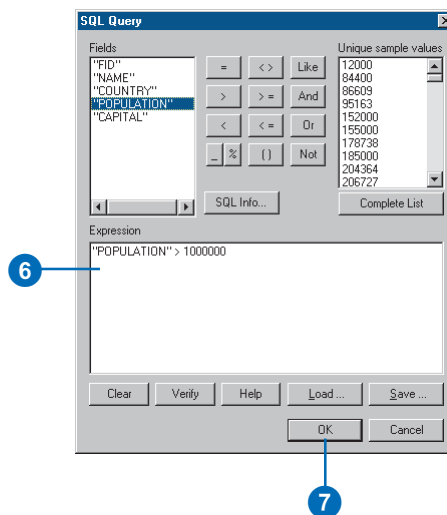 SQL Query
Fields
Unique sample values
"FID"
"NAME"
"COUNTRY"
"POPULATION"
"CAPITAL"
= <> Like
> >= And
< <= Or
_ % () Not
SQL Info...
12000
84400
86609
95163
152000
155000
178738
185000
204364
206727
Complete List
Expression
"POPULATION" > 1000000
6
Clear Verify Help Load ... Save ...
OK Cancel
7